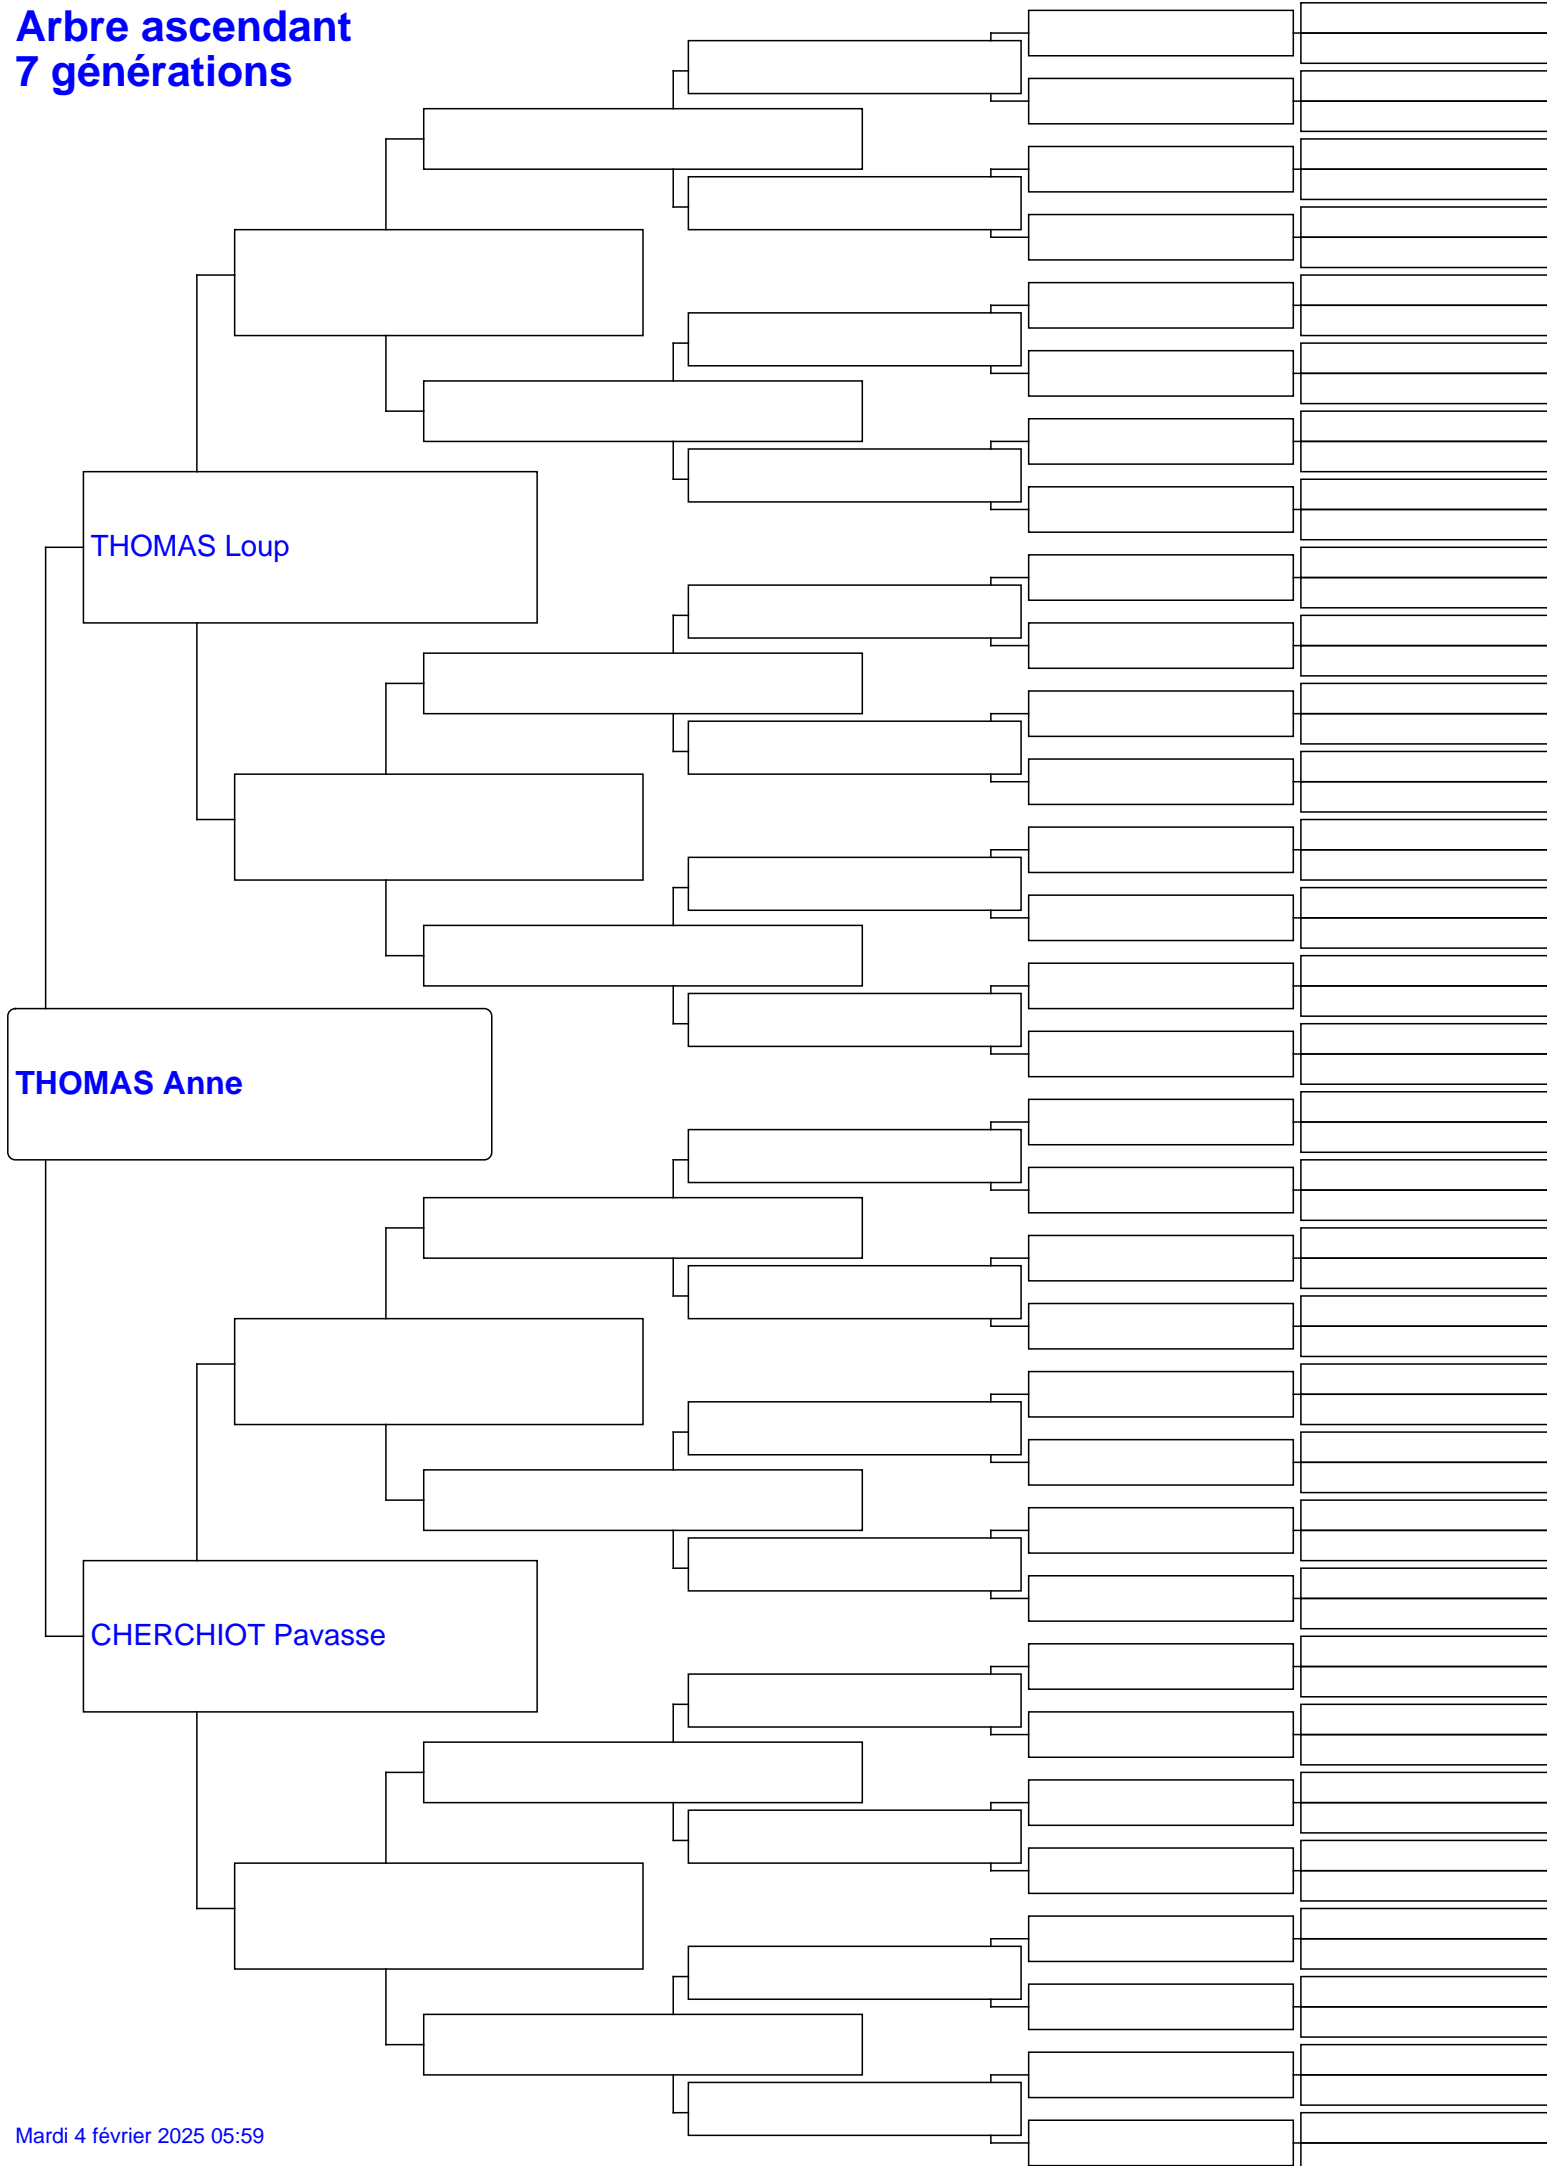 Arbre ascendant
7 générations
THOMAS Loup
THOMAS Anne
CHERCHIOT Pavasse
Mardi 4 février 2025 05:59